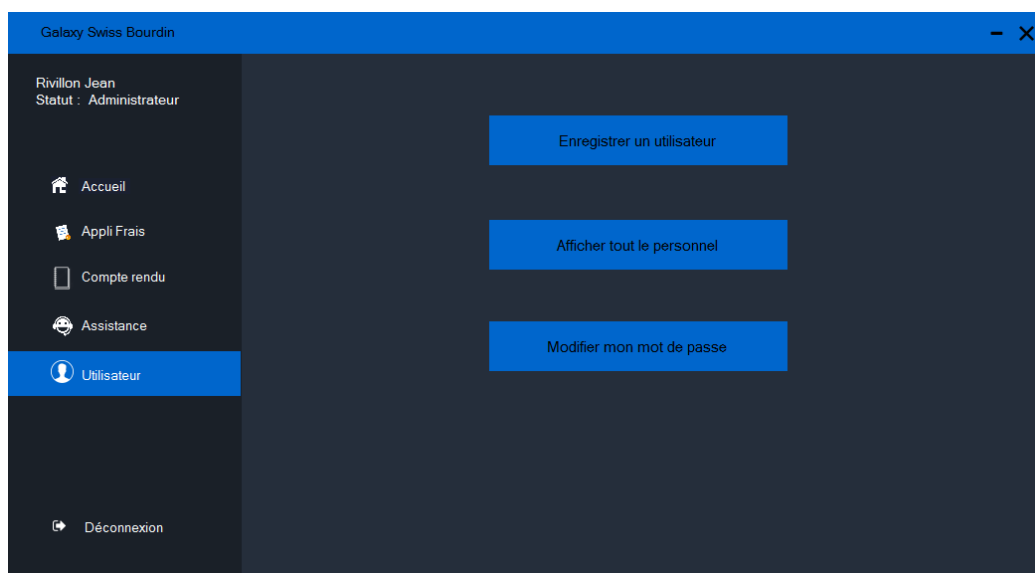 Galaxy Swiss Bourdin
Rivillon Jean
Statut : Administrateur
Accueil
Appli Frais
Compte rendu
Assistance
Utilisateur
Déconnexion
Enregistrer un utilisateur
Afficher tout le personnel
Modifier mon mot de passe